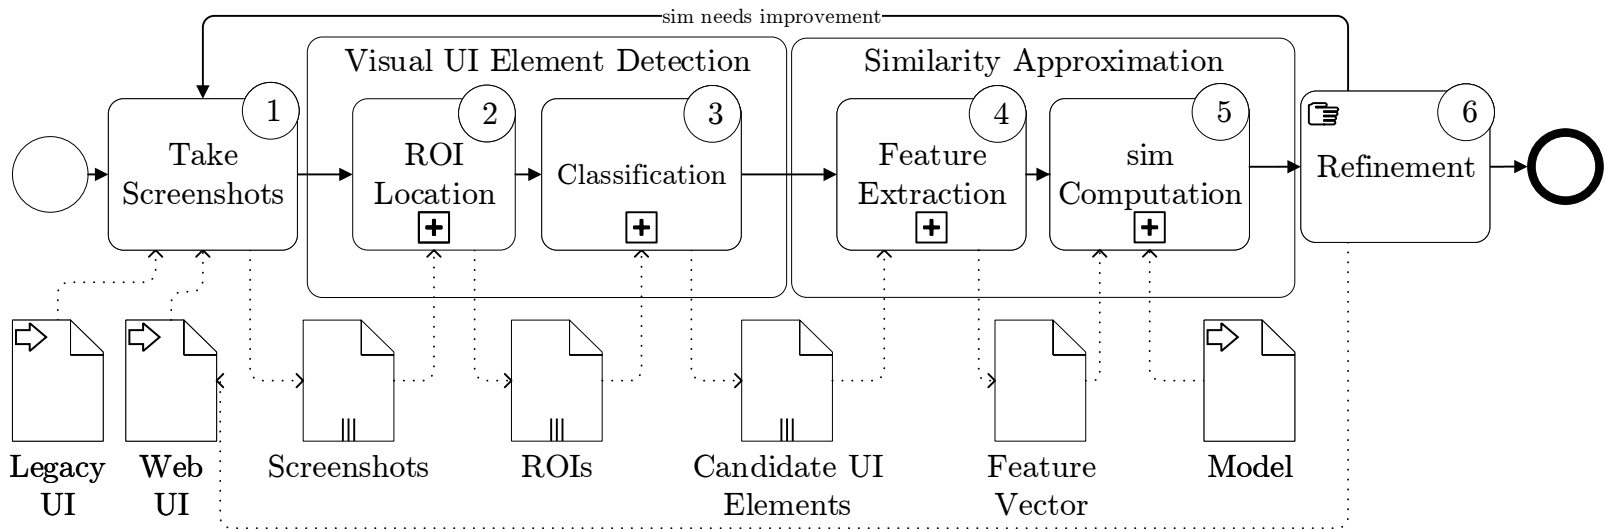 sim needs improvement
Visual UI Element Detection
Similarity Approximation
1
2
3
4
5
6
Take
Screenshots
ROI
Location
Classification
Feature
Extraction
sim
Computation
Refinement
Legacy
UI
Web
UI
Screenshots
ROIs
Candidate UI
Elements
Feature
Vector
Model